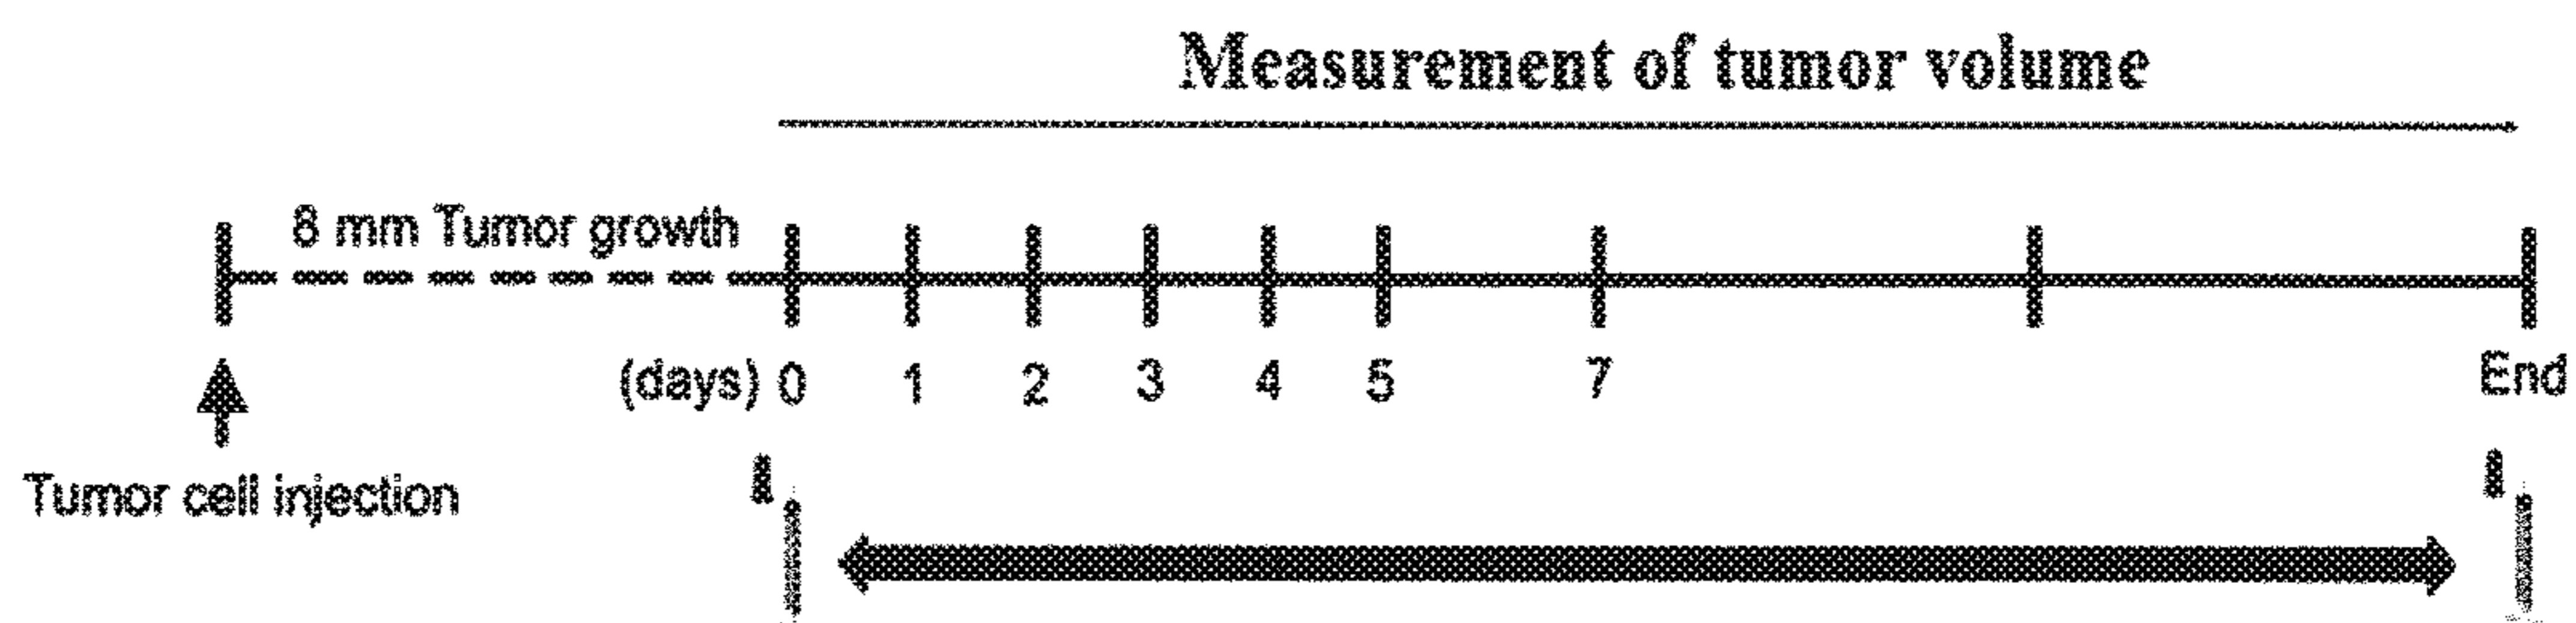 Measurement of tumor volume
8 mm Tumor growth
(days) 0 1 2 3 4 5 7 End
Tumor cell injection